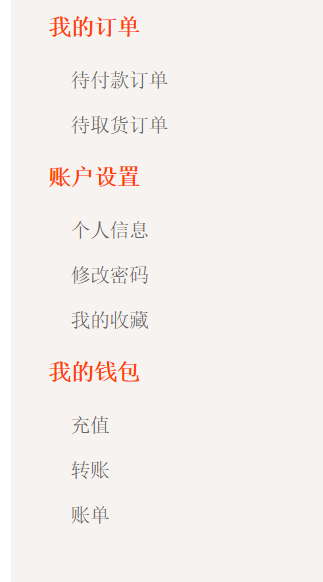 我的订单
待付款订单
待取货订单
账户设置
个人信息
修改密码
我的收藏
我的钱包
充值
转账
账单